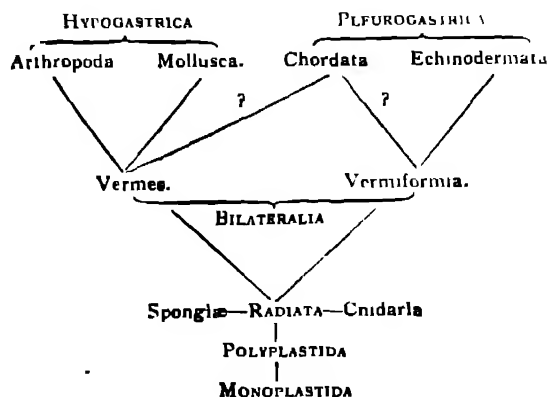 HYPOGASTRICA PLEUROGASTRICA
Arthropoda Mollusca. Chordata Echinodermata
? ?
Vermes. Vermiformia.
BILATERALIA
Spongiæ—RADIATA—Cnidaria
POLYPLASTIDA
MONOPLASTIDA